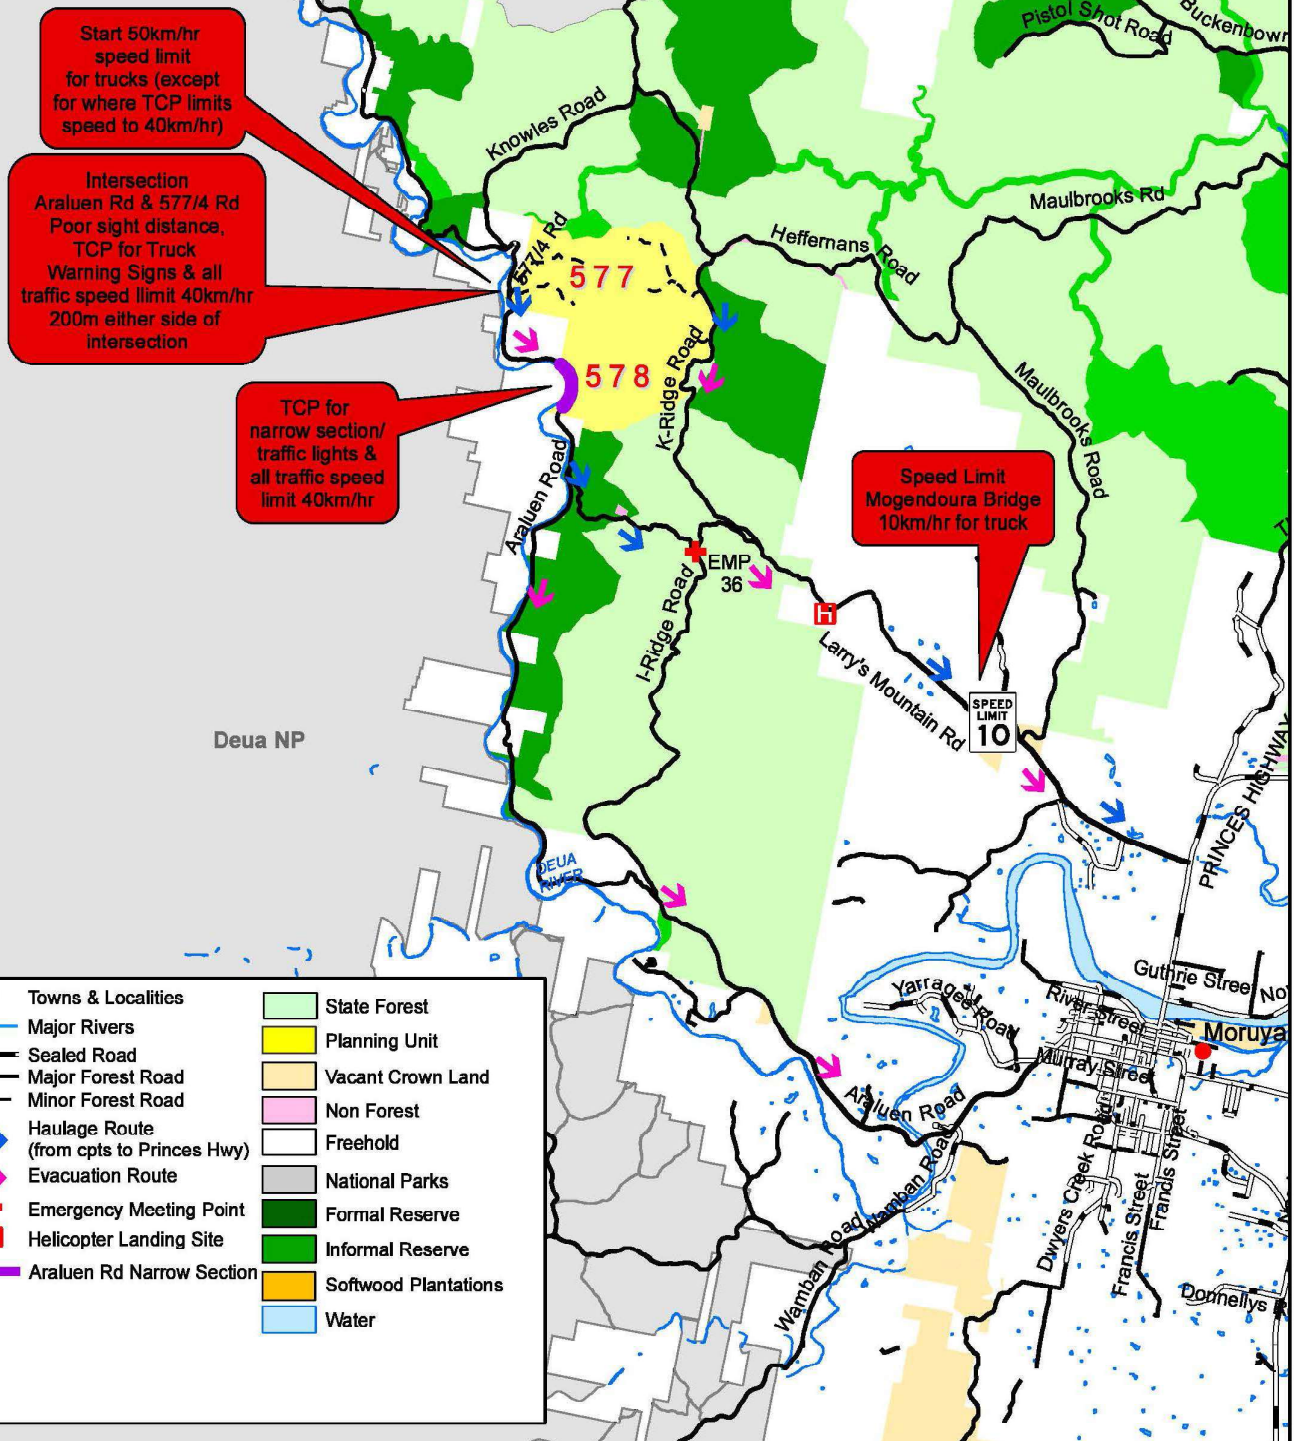 Start 50km/hr
speed limit
for trucks (except
for where TCP limits
speed to 40km/hr)
Pistol Shot Road
Buckenbowr
Knowles Road
Intersection
Araluen Rd & 577/4 Rd
Poor sight distance,
TCP for Truck
Warning Signs & all
traffic speed llimit 40km/hr
200m either side of
intersection
Maulbrooks Rd
577/4 Rd
577
Heffernans Road
578
K-Ridge Road
Maulbrooks Road
TCP for
narrow section/
traffic lights &
all traffic speed
limit 40km/hr
Araluen Road
Speed Limit
Mogendoura Bridge
10km/hr for truck
EMP
36
I-Ridge Road
H
Larry's Mountain Rd
SPEED
LIMIT
10
Deua NP
PRINCES HIGHWAY
DEUA
RIVER
Guthrie Street
No
Yarragee Road
River Street
Moruya
Murray Street
Araluen Road
Wamban Road
Wamban Road
Dwyers Creek Road
Francis Street
Francis Street
Donnellys
Towns & Localities
Major Rivers
Sealed Road
Major Forest Road
Minor Forest Road
Haulage Route
(from cpts to Princes Hwy)
Evacuation Route
Emergency Meeting Point
Helicopter Landing Site
Araluen Rd Narrow Section
State Forest
Planning Unit
Vacant Crown Land
Non Forest
Freehold
National Parks
Formal Reserve
Informal Reserve
Softwood Plantations
Water